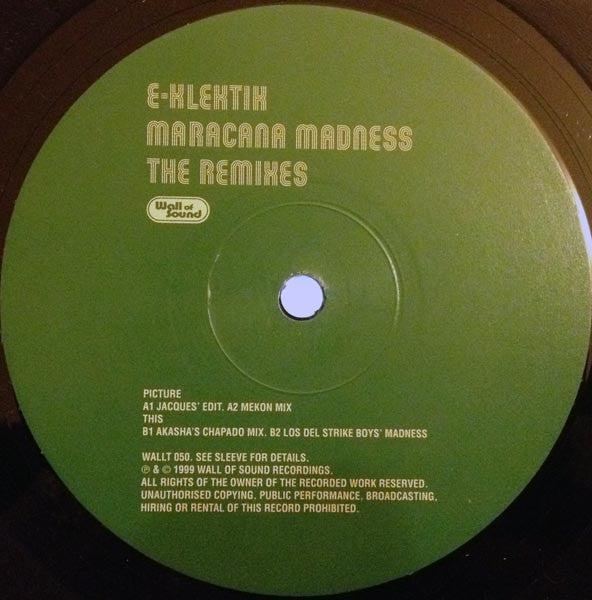 E-KLEKTIK
MARACANA MADNESS
THE REMIXES
Wall of
Sound
PICTURE
A1 JACQUES' EDIT. A2 MEKON MIX
THIS
B1 AKASHA'S CHAPADO MIX. B2 LOS DEL STRIKE BOYS' MADNESS
WALLT 050. SEE SLEEVE FOR DETAILS.
℗ & © 1999 WALL OF SOUND RECORDINGS.
ALL RIGHTS OF THE OWNER OF THE RECORDED WORK RESERVED.
UNAUTHORISED COPYING, PUBLIC PERFORMANCE, BROADCASTING,
HIRING OR RENTAL OF THIS RECORD PROHIBITED.